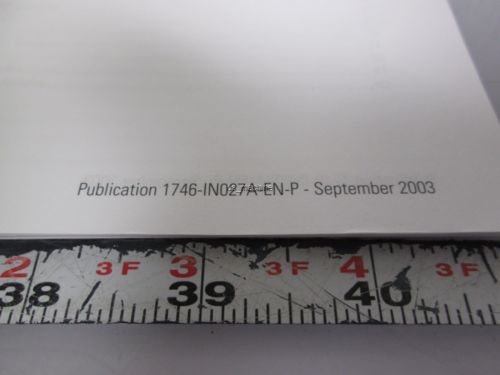 Publication 1746-IN027A-EN-P - September 2003
2 3F 3 3F 4 3F
38 39 40